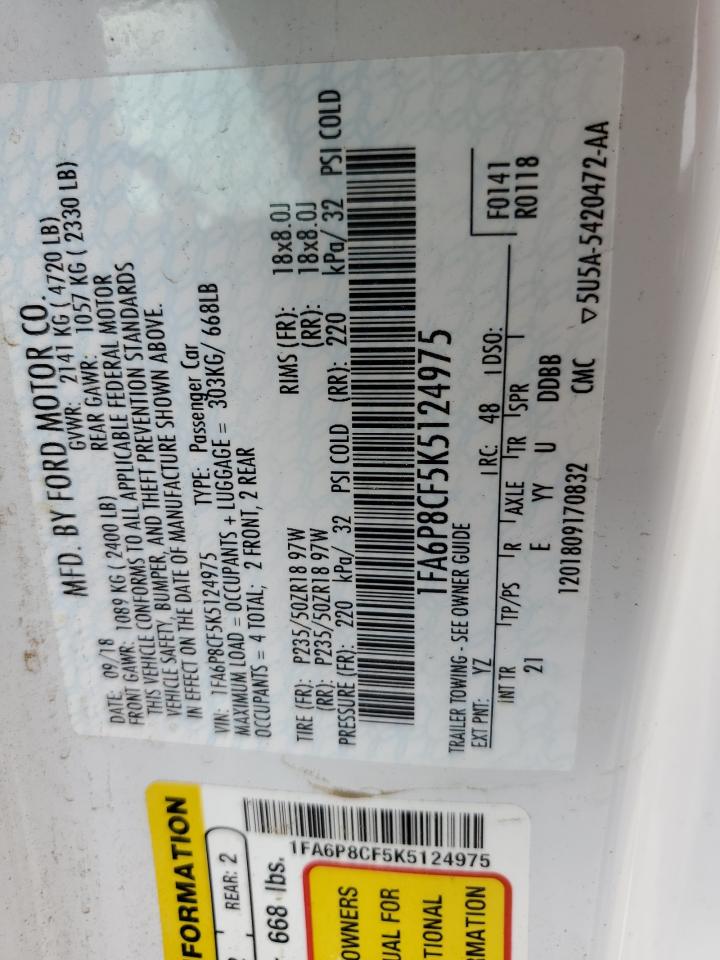 MFD. BY FORD MOTOR CO.
DATE: 09/18 GVWR: 2141 KG ( 4720 LB)
FRONT GAWR: 1089 KG ( 2400 LB) REAR GAWR: 1057 KG ( 2330 LB)
THIS VEHICLE CONFORMS TO ALL APPLICABLE FEDERAL MOTOR
VEHICLE SAFETY, BUMPER, AND THEFT PREVENTION STANDARDS
IN EFFECT ON THE DATE OF MANUFACTURE SHOWN ABOVE.
VIN: 1FA6P8CF5K5124975 TYPE: Passenger Car
MAXIMUM LOAD = OCCUPANTS + LUGGAGE = 303KG/ 668LB
OCCUPANTS = 4 TOTAL; 2 FRONT, 2 REAR
TIRE (FR): P235/50ZR18 97W RIMS (FR): 18x8.0J
(RR): P235/50ZR18 97W (RR): 18x8.0J
PRESSURE (FR): 220 kPa/ 32 PSI COLD (RR): 220 kPa/ 32 PSI COLD
1FA6P8CF5K5124975
TRAILER TOWING - SEE OWNER GUIDE F0141
R0118
EXT PNT: YZ RC: 48 DSO:
INT TR TP/PS R AXLE TR SPR
21 E YY U DDBB
1201809170832 CMC ▽5U5A-5420472-AA
FORMATION
REAR: 2
668 lbs.
1FA6P8CF5K5124975
OWNERS
UAL FOR
TIONAL
RMATION